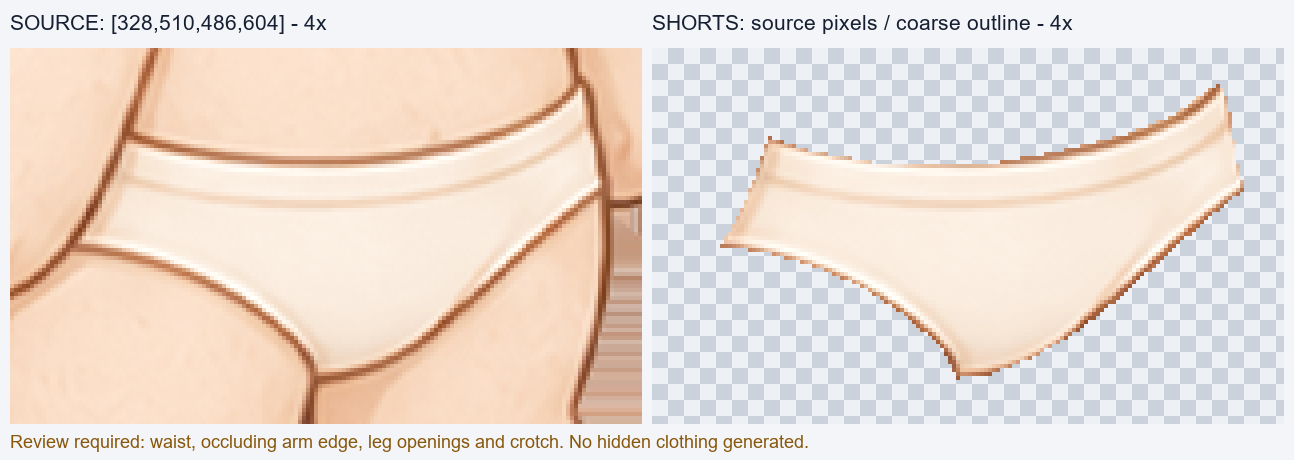 SOURCE: [328,510,486,604] - 4x
SHORTS: source pixels / coarse outline - 4x
Review required: waist, occluding arm edge, leg openings and crotch. No hidden clothing generated.